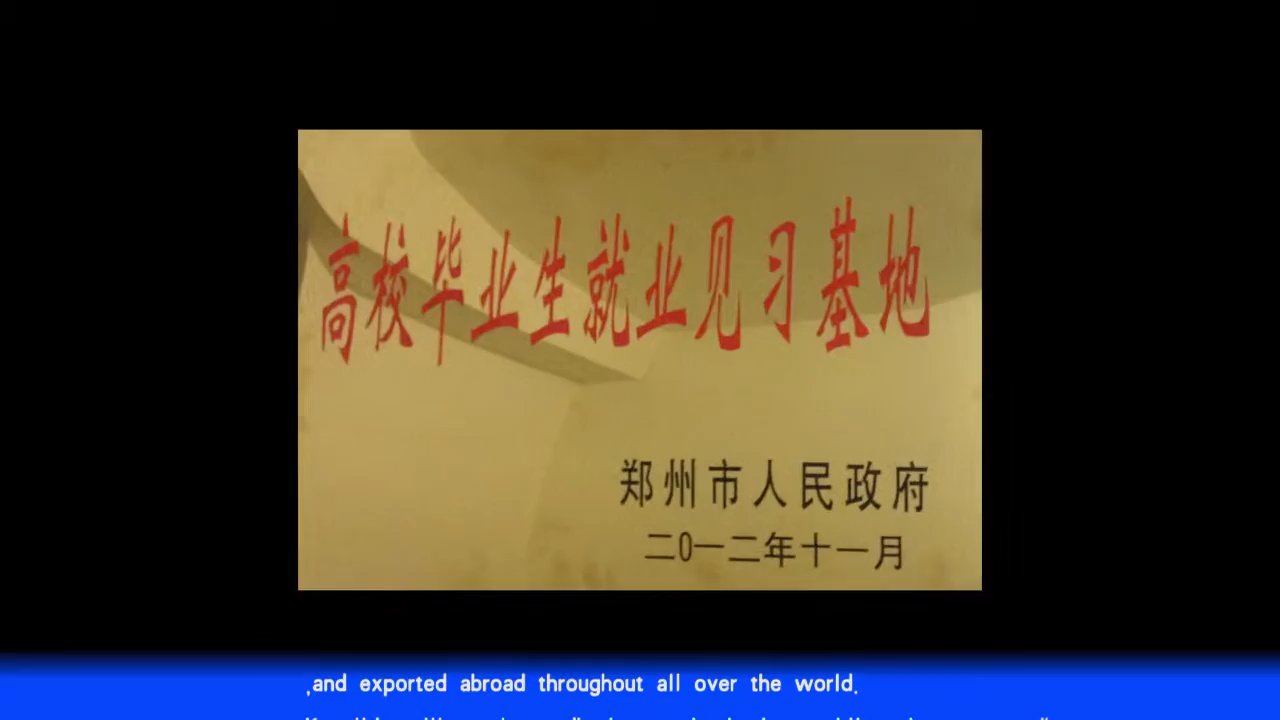 高校毕业生就业见习基地
郑州市人民政府
二0一二年十一月
,and exported abroad throughout all over the world.